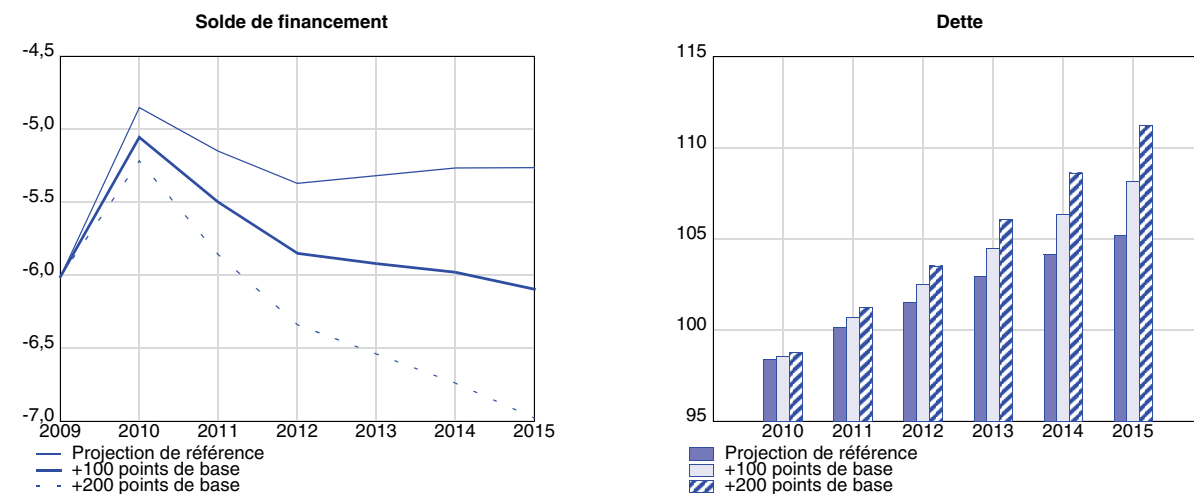 Solde de financement
-4,5
-5,0
-5,5
-6,0
-6,5
-7,0
2009 2010 2011 2012 2013 2014 2015
Projection de référence
+100 points de base
+200 points de base
Dette
115
110
105
100
95
2010 2011 2012 2013 2014 2015
Projection de référence
+100 points de base
+200 points de base